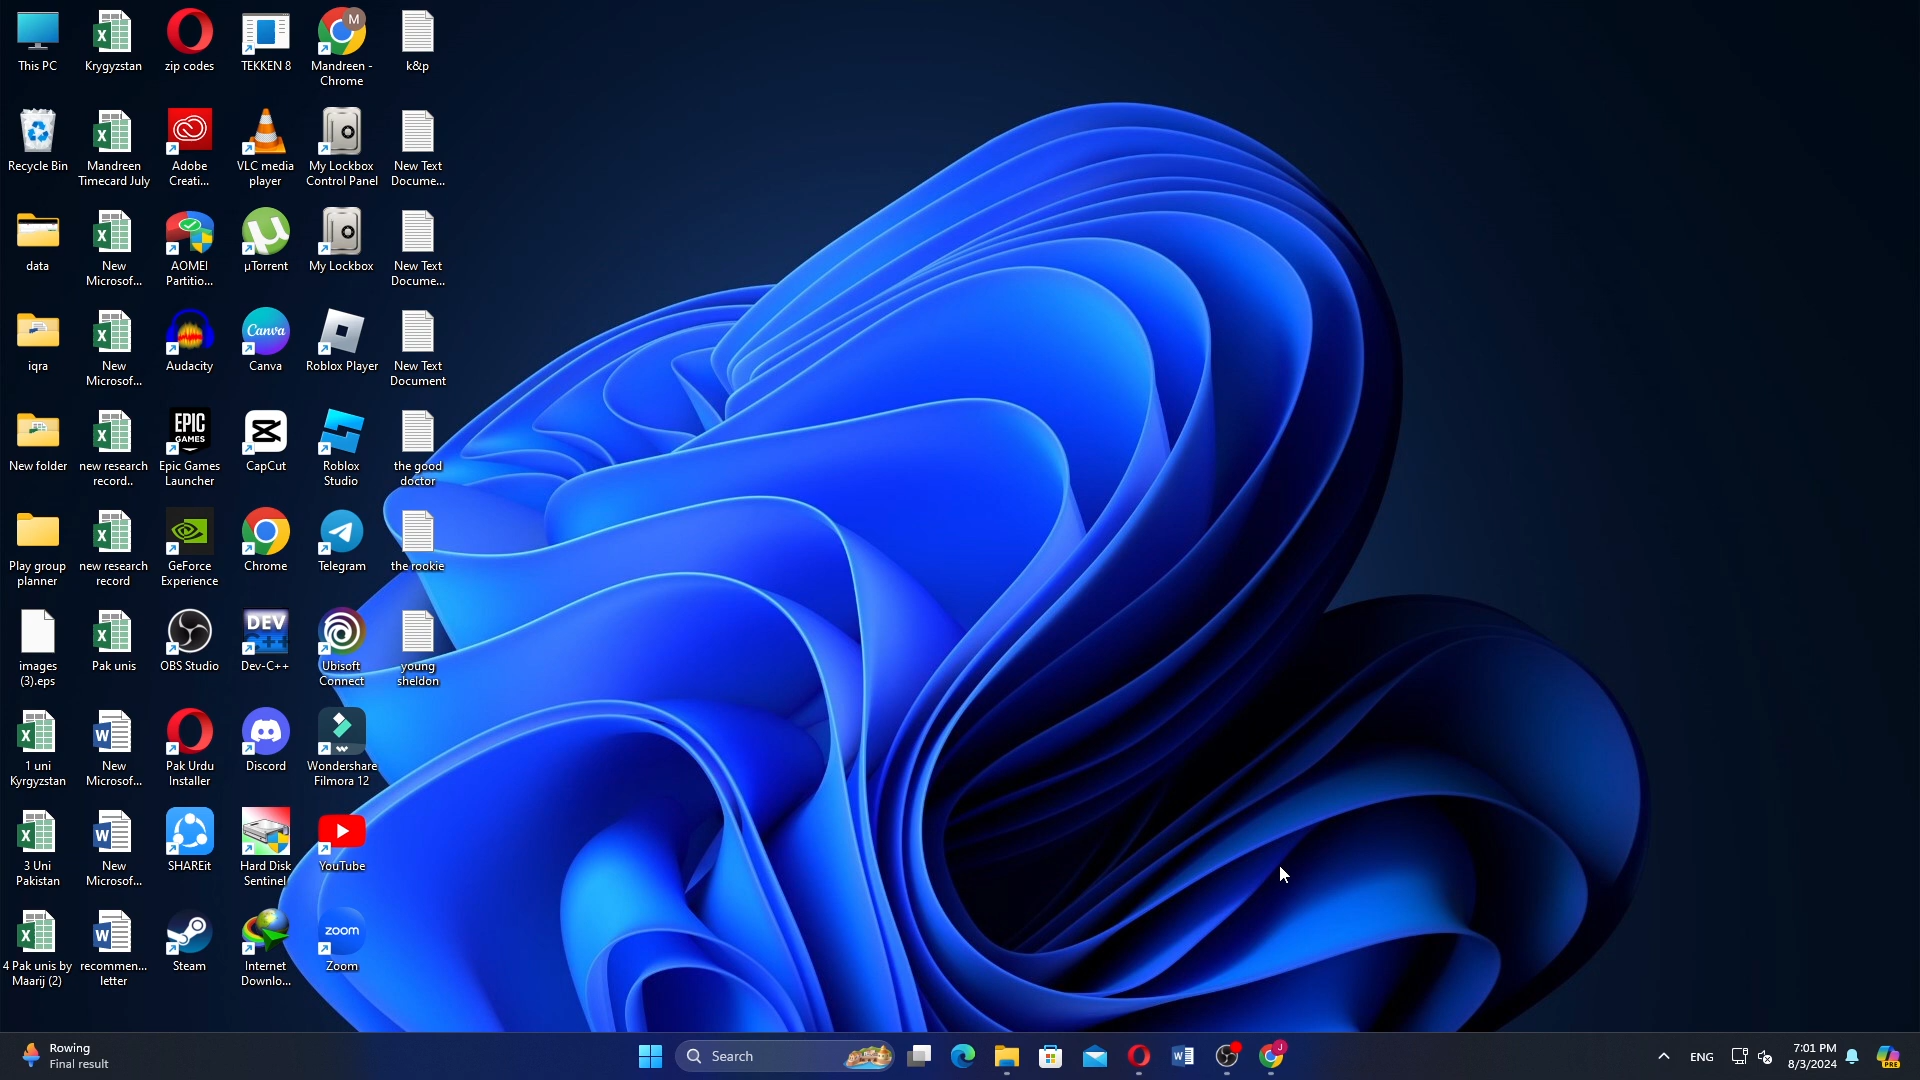 This PC
Krygyzstan
zip codes
TEKKEN 8
Mandreen -
Chrome
M
k&p
Recycle Bin
Mandreen
Timecard July
Adobe
Creati...
VLC media
player
My Lockbox
Control Panel
New Text
Docume...
data
New
Microsof...
AOMEI
Partitio...
µTorrent
My Lockbox
New Text
Docume...
iqra
New
Microsof...
Audacity
Canva
Canva
Roblox Player
New Text
Document
New folder
new research
record..
EPIC
GAMES
Epic Games
Launcher
CapCut
Roblox
Studio
the good
doctor
Play group
planner
new research
record
GeForce
Experience
Chrome
Telegram
the rookie
images
(3).eps
Pak unis
OBS Studio
DEV
C++
Dev-C++
Ubisoft
Connect
young
sheldon
1 uni
Kyrgyzstan
New
Microsof...
Pak Urdu
Installer
Discord
Wondershare
Filmora 12
3 Uni
Pakistan
New
Microsof...
SHAREit
Hard Disk
Sentinel
YouTube
4 Pak unis by
Maarij (2)
recommen...
letter
Steam
Internet
Downlo...
zoom
Zoom
Rowing
Final result
Search
J
ENG
7:01 PM
8/3/2024
PRE